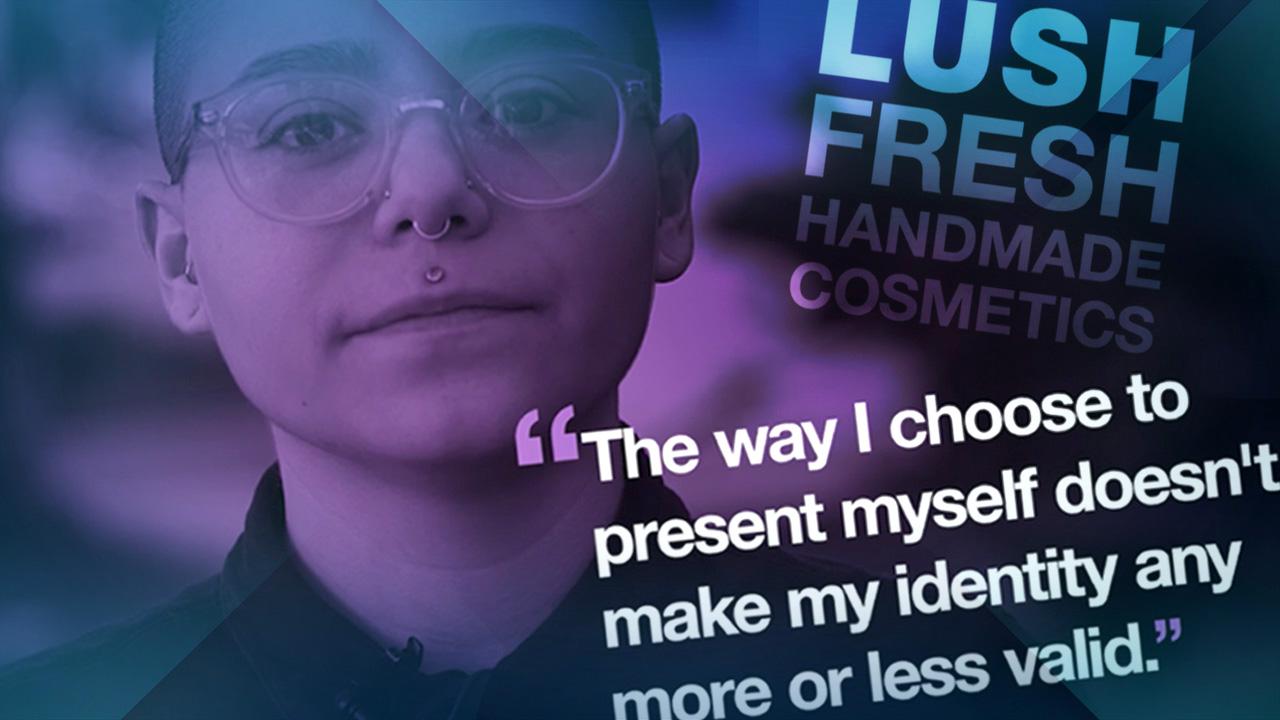 LUSH
FRESH
HANDMADE
COSMETICS
“The way I choose to
present myself doesn't
make my identity any
more or less valid.”